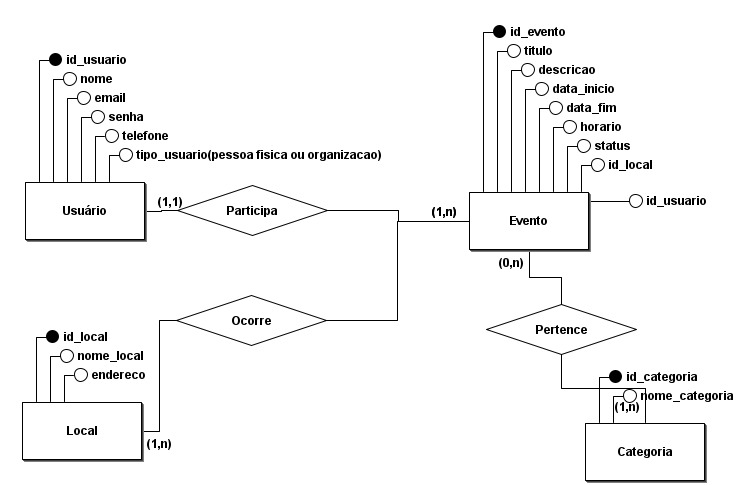 id_usuario
nome
email
senha
telefone
tipo_usuario(pessoa fisica ou organizacao)
Usuário
(1,1)
Participa
(1,n)
id_evento
titulo
descricao
data_inicio
data_fim
horario
status
id_local
id_usuario
Evento
(0,n)
Ocorre
Pertence
id_local
nome_local
endereco
Local
(1,n)
id_categoria
nome_categoria
(1,n)
Categoria